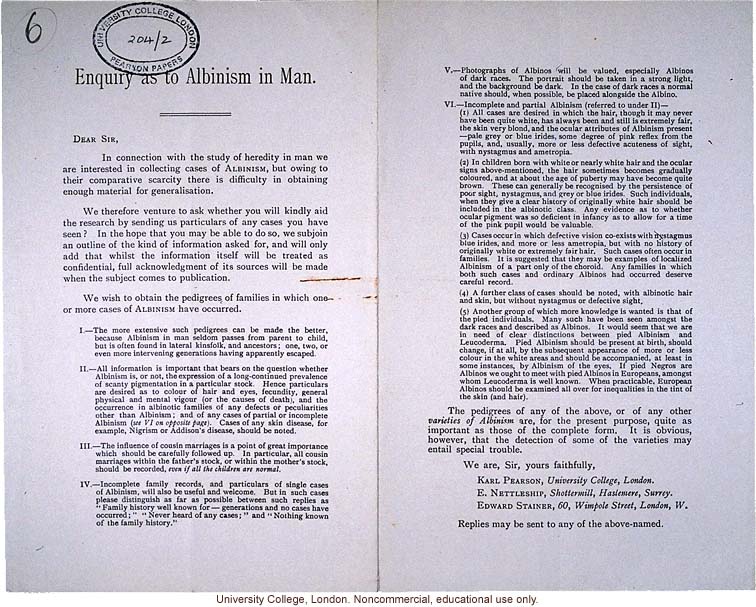 6
UNIVERSITY COLLEGE LONDON
204/2
PEARSON PAPERS
Enquiry as to Albinism in Man.
DEAR SIR,
In connection with the study of heredity in man we
are interested in collecting cases of ALBINISM, but owing to
their comparative scarcity there is difficulty in obtaining
enough material for generalisation.
We therefore venture to ask whether you will kindly aid
the research by sending us particulars of any cases you have
seen? In the hope that you may be able to do so, we subjoin
an outline of the kind of information asked for, and will only
add that whilst the information itself will be treated as
confidential, full acknowledgment of its sources will be made
when the subject comes to publication.
We wish to obtain the pedigrees of families in which one
or more cases of ALBINISM have occurred.
I.—The more extensive such pedigrees can be made the better,
because Albinism in man seldom passes from parent to child,
but is often found in lateral kinsfolk, and ancestors; one, two, or
even more intervening generations having apparently escaped.
II.—All information is important that bears on the question whether
Albinism is, or not, the expression of a long-continued prevalence
of scanty pigmentation in a particular stock. Hence particulars
are desired as to colour of hair and eyes, fecundity, general
physical and mental vigour (or the causes of death), and the
occurrence in albinotic families of any defects or peculiarities
other than Albinism; and of any cases of partial or incomplete
Albinism (see VI on opposite page). Cases of any skin disease, for
example, Nigrism or Addison's disease, should be noted.
III.—The influence of cousin marriages is a point of great importance
which should be carefully followed up. In particular, all cousin
marriages within the father's stock, or within the mother's stock,
should be recorded, even if all the children are normal.
IV.—Incomplete family records, and particulars of single cases
of Albinism, will also be useful and welcome. But in such cases
please distinguish as far as possible between such replies as
"Family history well known for — generations and no cases have
occurred;" "Never heard of any cases;" and "Nothing known
of the family history."
V.—Photographs of Albinos will be valued, especially Albinos
of dark races. The portrait should be taken in a strong light,
and the background be dark. In the case of dark races a normal
native should, when possible, be placed alongside the Albino.
VI.—Incomplete and partial Albinism (referred to under II)—
(1) All cases are desired in which the hair, though it may never
have been quite white, has always been and still is extremely fair,
the skin very blond, and the ocular attributes of Albinism present
—pale grey or blue irides, some degree of pink reflex from the
pupils, and, usually, more or less defective acuteness of sight,
with nystagmus and ametropia.
(2) In children born with white or nearly white hair and the ocular
signs above-mentioned, the hair sometimes becomes gradually
coloured, and at about the age of puberty may have become quite
brown. These can generally be recognised by the persistence of
poor sight, nystagmus, and grey or blue irides. Such individuals,
when they give a clear history of originally white hair should be
included in the albinotic class. Any evidence as to whether
ocular pigment was so deficient in infancy as to allow for a time
of the pink pupil would be valuable.
(3) Cases occur in which defective vision co-exists with nystagmus
blue irides, and more or less ametropia, but with no history of
originally white or extremely fair hair. Such cases often occur in
families. It is suggested that they may be examples of localized
Albinism of a part only of the choroid. Any families in which
both such cases and ordinary Albinos had occurred deserve
careful record.
(4) A further class of cases should be noted, with albinotic hair
and skin, but without nystagmus or defective sight.
(5) Another group of which more knowledge is wanted is that of
the pied individuals. Many such have been seen amongst the
dark races and described as Albinos. It would seem that we are
in need of clear distinctions between pied Albinism and
Leucoderma. Pied Albinism should be present at birth, should
change, if at all, by the subsequent appearance of more or less
colour in the white areas and should be accompanied, at least in
some instances, by Albinism of the eyes. If pied Negros are
Albinos we ought to meet with pied Albinos in Europeans, amongst
whom Leucoderma is well known. When practicable, European
Albinos should be examined all over for inequalities in the tint of
the skin (and hair).
The pedigrees of any of the above, or of any other
varieties of Albinism are, for the present purpose, quite as
important as those of the complete form. It is obvious,
however, that the detection of some of the varieties may
entail special trouble.
We are, Sir, yours faithfully,
KARL PEARSON, University College, London.
E. NETTLESHIP, Shottermill, Haslemere, Surrey.
EDWARD STAINER, 60, Wimpole Street, London, W.
Replies may be sent to any of the above-named.
University College, London. Noncommercial, educational use only.